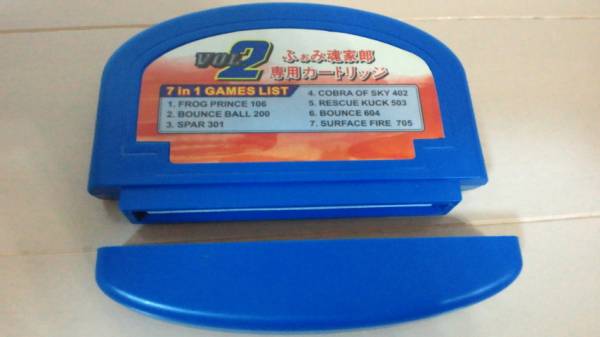 VOL 2
ふぁみ魂家郎
専用カートリッジ
7 in 1 GAMES LIST
1. FROG PRINCE 106
2. BOUNCE BALL 200
3. SPAR 301
4. COBRA OF SKY 402
5. RESCUE KUCK 503
6. BOUNCE 604
7. SURFACE FIRE 705